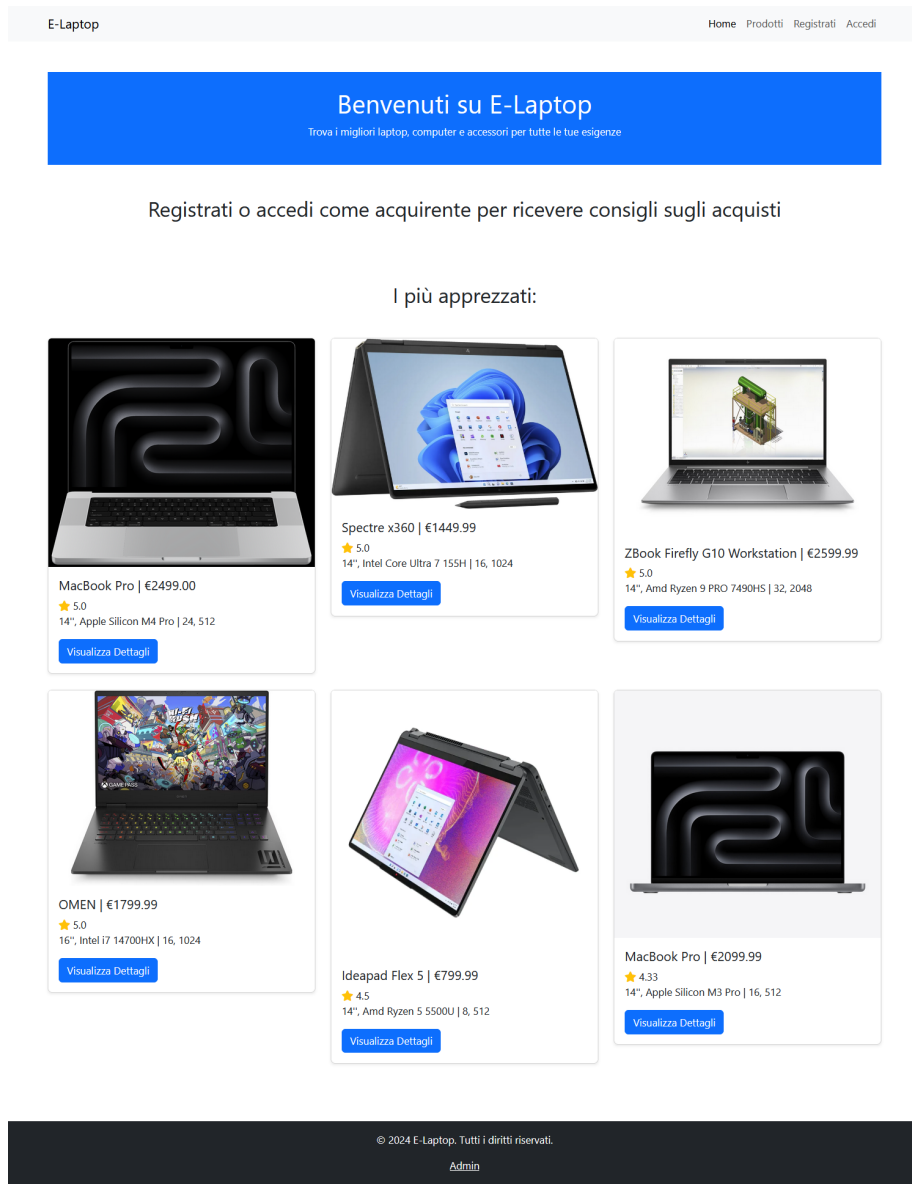 E-Laptop
Home Prodotti Registrati Accedi
Benvenuti su E-Laptop
Trova i migliori laptop, computer e accessori per tutte le tue esigenze
Registrati o accedi come acquirente per ricevere consigli sugli acquisti
I più apprezzati:
MacBook Pro | €2499.00
5.0
14", Apple Silicon M4 Pro | 24, 512
Visualizza Dettagli
Spectre x360 | €1449.99
5.0
14", Intel Core Ultra 7 155H | 16, 1024
Visualizza Dettagli
ZBook Firefly G10 Workstation | €2599.99
5.0
14", Amd Ryzen 9 PRO 7490HS | 32, 2048
Visualizza Dettagli
HI-FI RUSH
GAME PASS
OMEN | €1799.99
5.0
16", Intel i7 14700HX | 16, 1024
Visualizza Dettagli
Ideapad Flex 5 | €799.99
4.5
14", Amd Ryzen 5 5500U | 8, 512
Visualizza Dettagli
MacBook Pro | €2099.99
4.33
14", Apple Silicon M3 Pro | 16, 512
Visualizza Dettagli
© 2024 E-Laptop. Tutti i diritti riservati.
Admin